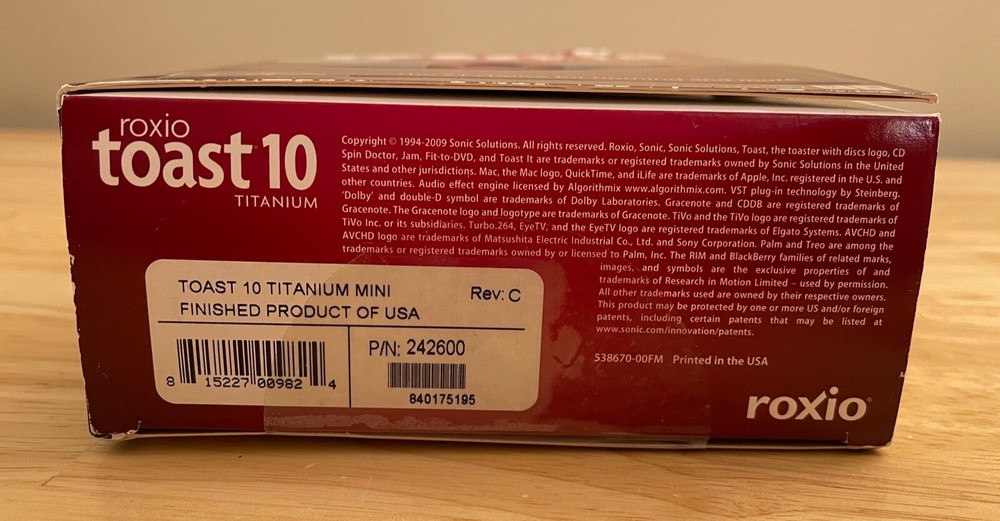 roxio
toast 10
TITANIUM
Copyright © 1994-2009 Sonic Solutions. All rights reserved. Roxio, Sonic, Sonic Solutions, Toast, the toaster with discs logo, CD
Spin Doctor, Jam, Fit-to-DVD, and Toast It are trademarks or registered trademarks owned by Sonic Solutions in the United
States and other jurisdictions. Mac, the Mac logo, QuickTime, and iLife are trademarks of Apple, Inc. registered in the U.S. and
other countries. Audio effect engine licensed by Algorithmix www.algorithmix.com. VST plug-in technology by Steinberg.
'Dolby' and double-D symbol are trademarks of Dolby Laboratories. Gracenote and CDDB are registered trademarks of
Gracenote. The Gracenote logo and logotype are trademarks of Gracenote. TiVo and the TiVo logo are registered trademarks of
TiVo Inc. or its subsidiaries. Turbo.264, EyeTV, and the EyeTV logo are registered trademarks of Elgato Systems. AVCHD and
AVCHD logo are trademarks of Matsushita Electric Industrial Co., Ltd. and Sony Corporation. Palm and Treo are among the
trademarks or registered trademarks owned by or licensed to Palm, Inc. The RIM and BlackBerry families of related marks,
images, and symbols are the exclusive properties of and
trademarks of Research in Motion Limited – used by permission.
All other trademarks used are owned by their respective owners.
This product may be protected by one or more US and/or foreign
patents, including certain patents that may be listed at
www.sonic.com/innovation/patents.
538670-00FM Printed in the USA
TOAST 10 TITANIUM MINI Rev: C
FINISHED PRODUCT OF USA
P/N: 242600
8 15227 00982 4
840175195
roxio